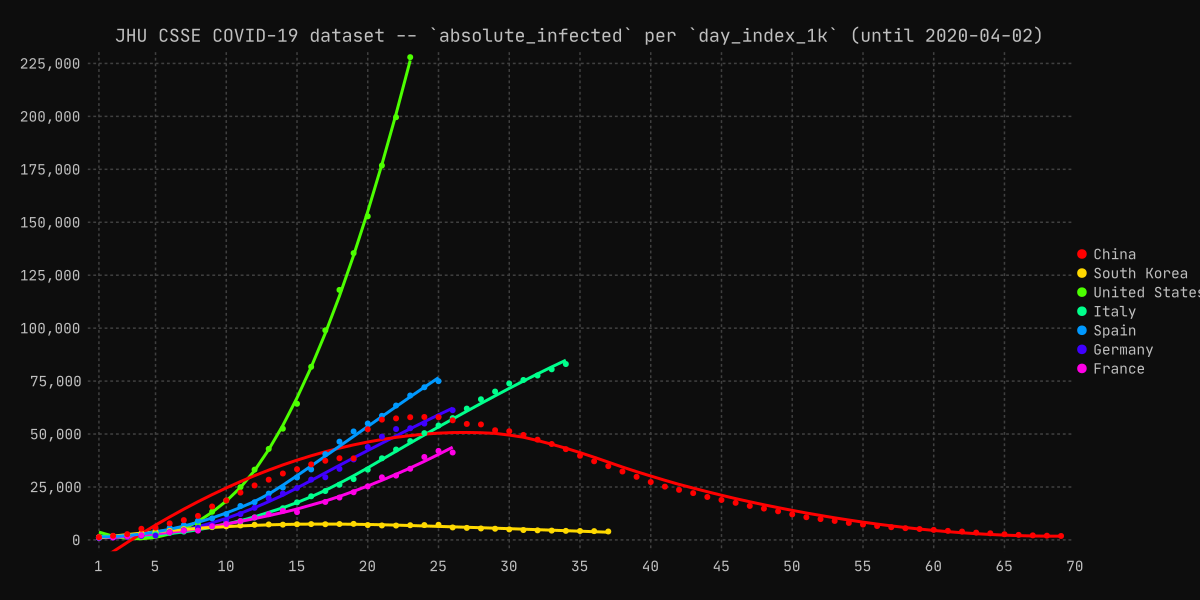 JHU CSSE COVID-19 dataset -- `absolute_infected` per `day_index_1k` (until 2020-04-02)
225,000
200,000
175,000
150,000
125,000
100,000
75,000
50,000
25,000
0
1 5 10 15 20 25 30 35 40 45 50 55 60 65 70
China
South Korea
United States
Italy
Spain
Germany
France